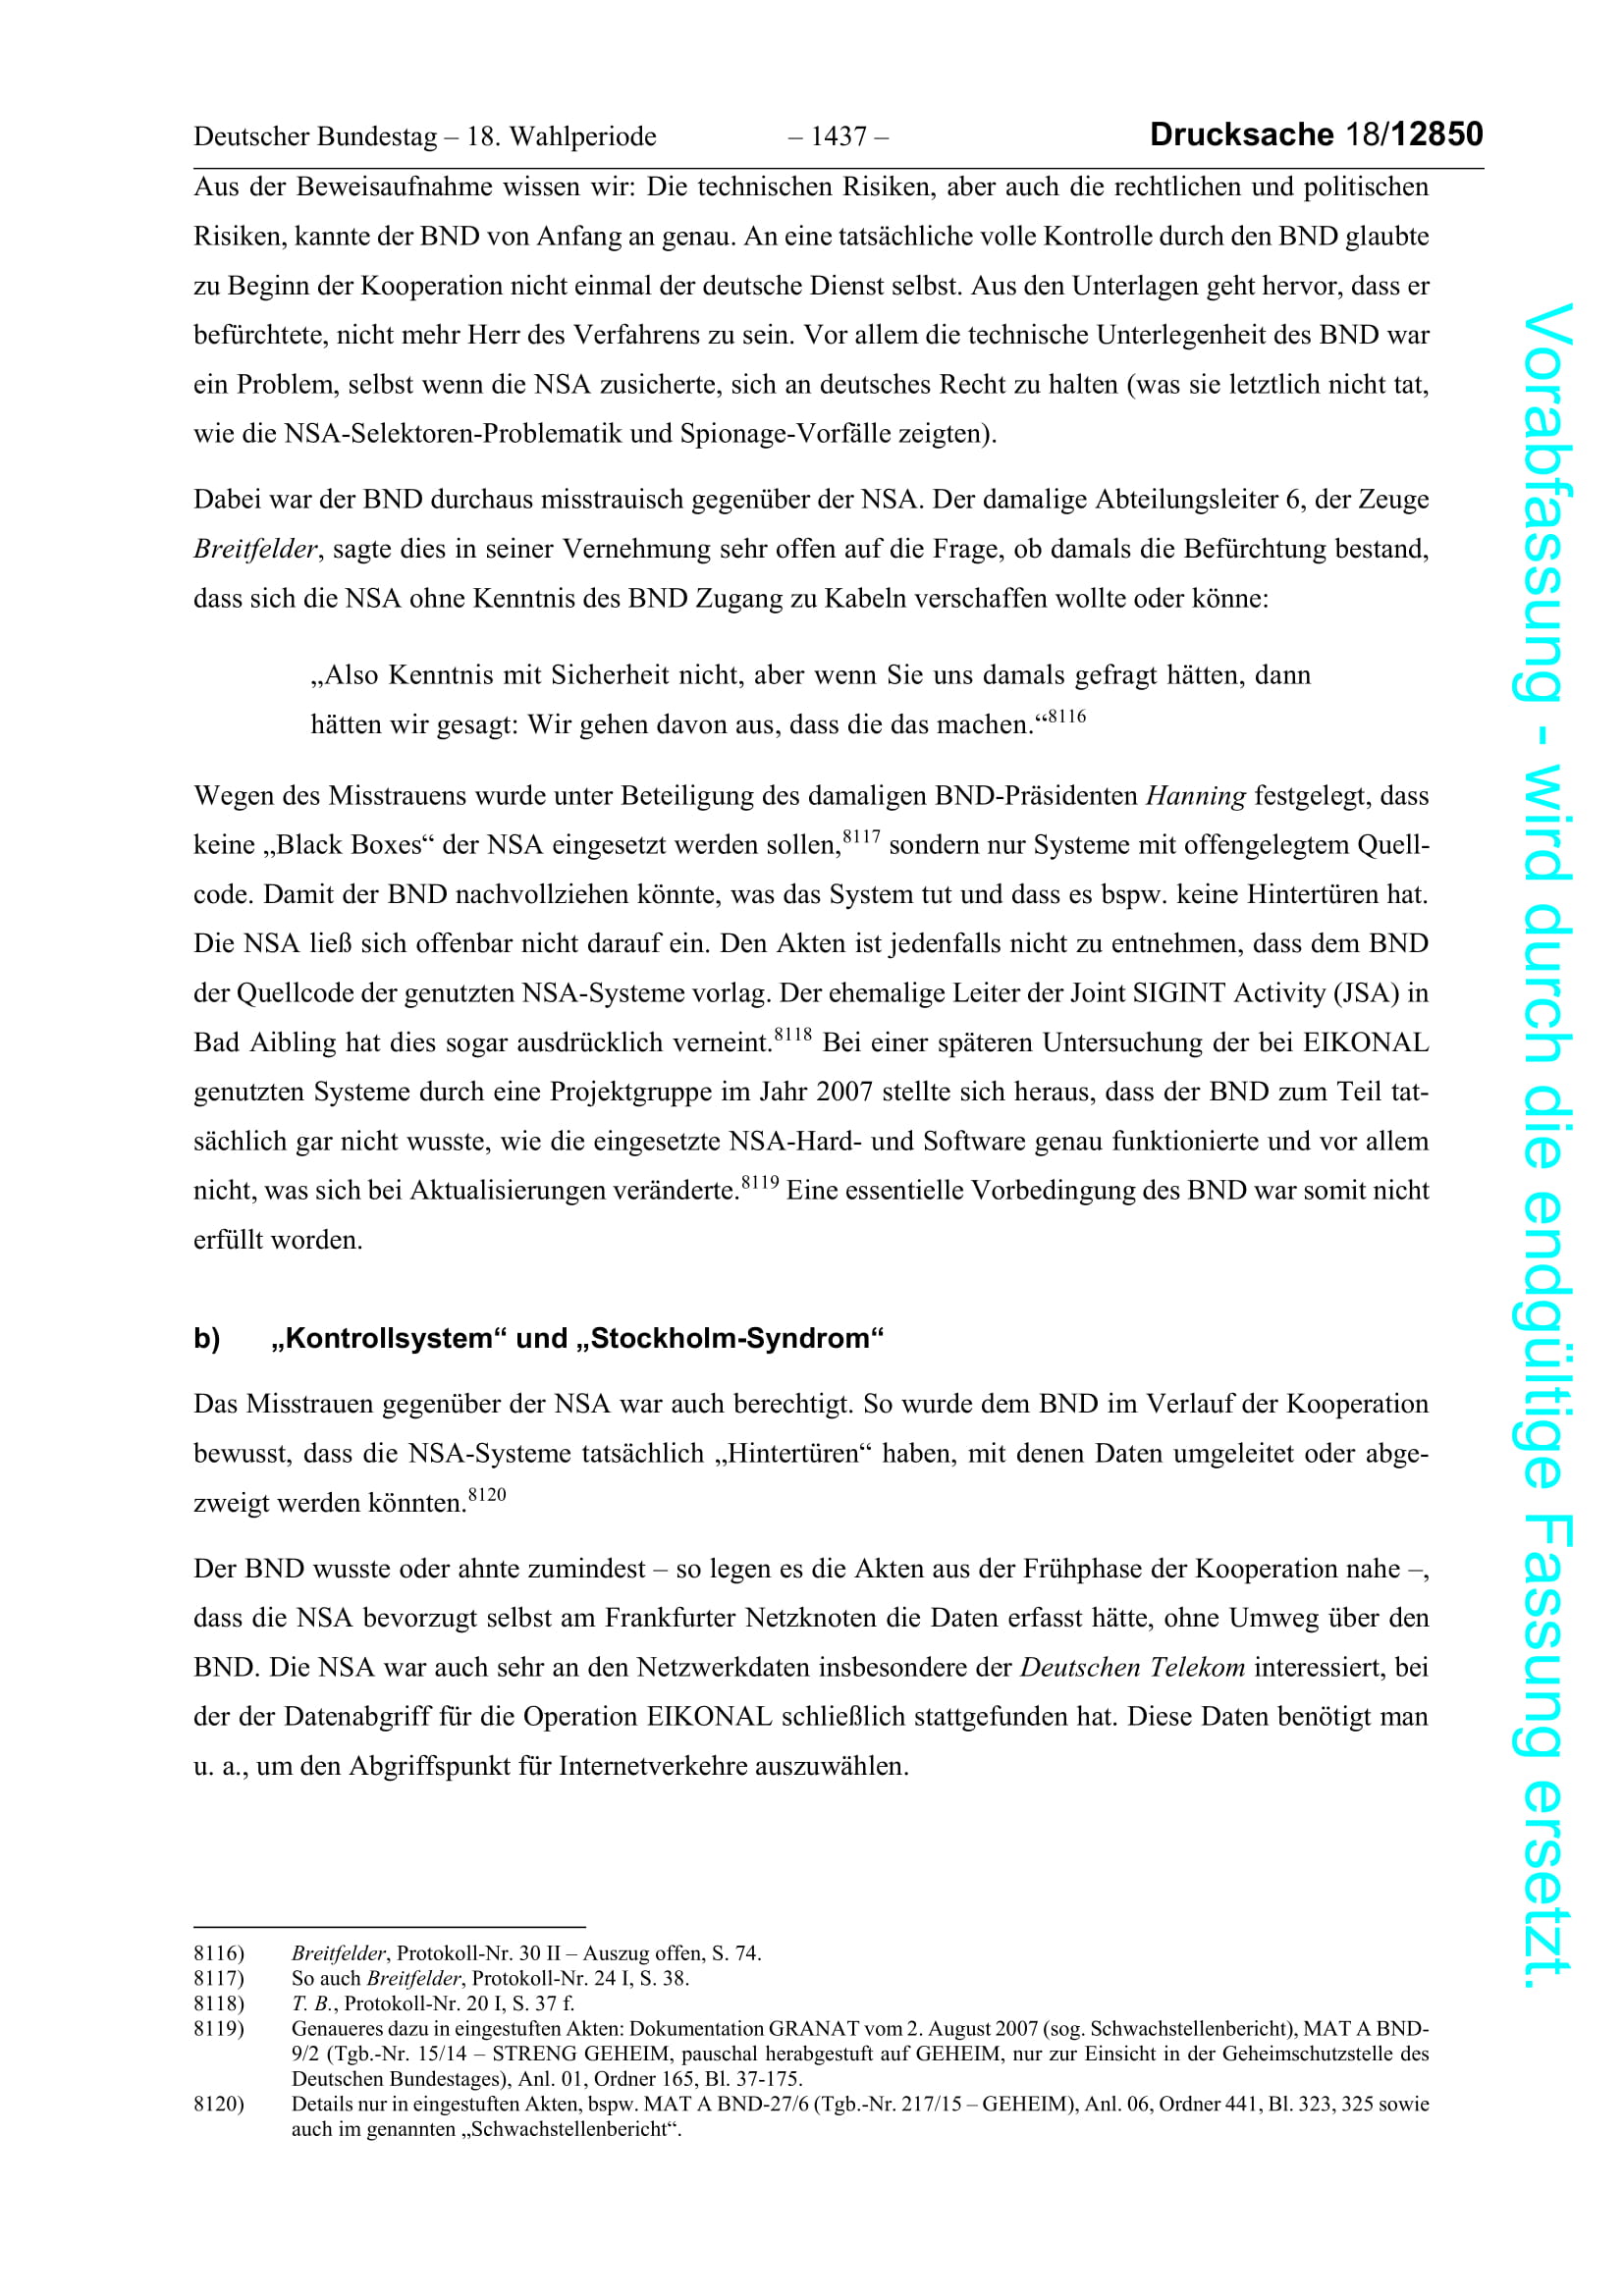 Deutscher Bundestag – 18. Wahlperiode – 1437 – Drucksache 18/12850
Aus der Beweisaufnahme wissen wir: Die technischen Risiken, aber auch die rechtlichen und politischen
Risiken, kannte der BND von Anfang an genau. An eine tatsächliche volle Kontrolle durch den BND glaubte
zu Beginn der Kooperation nicht einmal der deutsche Dienst selbst. Aus den Unterlagen geht hervor, dass er
befürchtete, nicht mehr Herr des Verfahrens zu sein. Vor allem die technische Unterlegenheit des BND war
ein Problem, selbst wenn die NSA zusicherte, sich an deutsches Recht zu halten (was sie letztlich nicht tat,
wie die NSA-Selektoren-Problematik und Spionage-Vorfälle zeigten).
Dabei war der BND durchaus misstrauisch gegenüber der NSA. Der damalige Abteilungsleiter 6, der Zeuge
Breitfelder, sagte dies in seiner Vernehmung sehr offen auf die Frage, ob damals die Befürchtung bestand,
dass sich die NSA ohne Kenntnis des BND Zugang zu Kabeln verschaffen wollte oder könne:
„Also Kenntnis mit Sicherheit nicht, aber wenn Sie uns damals gefragt hätten, dann
hätten wir gesagt: Wir gehen davon aus, dass die das machen.“8116
Wegen des Misstrauens wurde unter Beteiligung des damaligen BND-Präsidenten Hanning festgelegt, dass
keine „Black Boxes“ der NSA eingesetzt werden sollen,8117 sondern nur Systeme mit offengelegtem Quell-
code. Damit der BND nachvollziehen könnte, was das System tut und dass es bspw. keine Hintertüren hat.
Die NSA ließ sich offenbar nicht darauf ein. Den Akten ist jedenfalls nicht zu entnehmen, dass dem BND
der Quellcode der genutzten NSA-Systeme vorlag. Der ehemalige Leiter der Joint SIGINT Activity (JSA) in
Bad Aibling hat dies sogar ausdrücklich verneint.8118 Bei einer späteren Untersuchung der bei EIKONAL
genutzten Systeme durch eine Projektgruppe im Jahr 2007 stellte sich heraus, dass der BND zum Teil tat-
sächlich gar nicht wusste, wie die eingesetzte NSA-Hard- und Software genau funktionierte und vor allem
nicht, was sich bei Aktualisierungen veränderte.8119 Eine essentielle Vorbedingung des BND war somit nicht
erfüllt worden.
b) „Kontrollsystem“ und „Stockholm-Syndrom“
Das Misstrauen gegenüber der NSA war auch berechtigt. So wurde dem BND im Verlauf der Kooperation
bewusst, dass die NSA-Systeme tatsächlich „Hintertüren“ haben, mit denen Daten umgeleitet oder abge-
zweigt werden könnten.8120
Der BND wusste oder ahnte zumindest – so legen es die Akten aus der Frühphase der Kooperation nahe –,
dass die NSA bevorzugt selbst am Frankfurter Netzknoten die Daten erfasst hätte, ohne Umweg über den
BND. Die NSA war auch sehr an den Netzwerkdaten insbesondere der Deutschen Telekom interessiert, bei
der der Datenabgriff für die Operation EIKONAL schließlich stattgefunden hat. Diese Daten benötigt man
u. a., um den Abgriffspunkt für Internetverkehre auszuwählen.
8116) Breitfelder, Protokoll-Nr. 30 II – Auszug offen, S. 74.
8117) So auch Breitfelder, Protokoll-Nr. 24 I, S. 38.
8118) T. B., Protokoll-Nr. 20 I, S. 37 f.
8119) Genaueres dazu in eingestuften Akten: Dokumentation GRANAT vom 2. August 2007 (sog. Schwachstellenbericht), MAT A BND-
9/2 (Tgb.-Nr. 15/14 – STRENG GEHEIM, pauschal herabgestuft auf GEHEIM, nur zur Einsicht in der Geheimschutzstelle des
Deutschen Bundestages), Anl. 01, Ordner 165, Bl. 37-175.
8120) Details nur in eingestuften Akten, bspw. MAT A BND-27/6 (Tgb.-Nr. 217/15 – GEHEIM), Anl. 06, Ordner 441, Bl. 323, 325 sowie
auch im genannten „Schwachstellenbericht“.
Vorabfassung - wird durch die endgültige Fassung ersetzt.